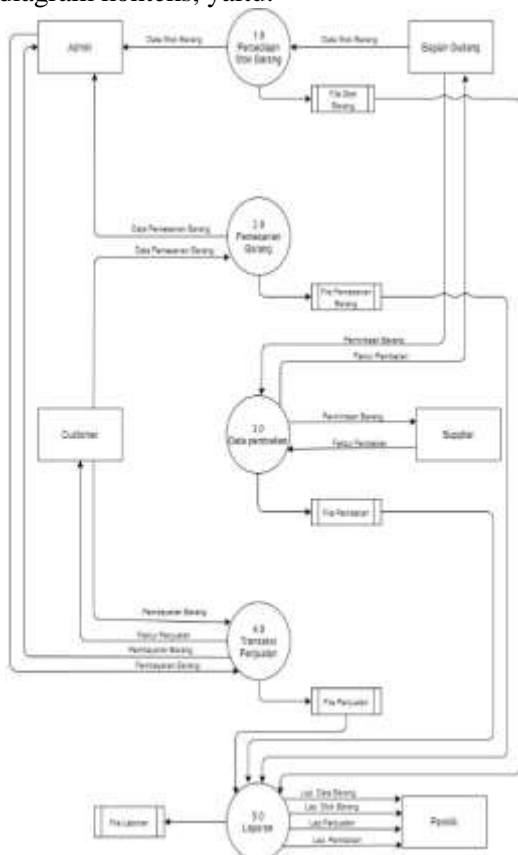 diagram konteks, yaitu:
Admin
Data Stok Barang
1.0
Persediaan
Stok Barang
Data Stok Barang
Bagian Gudang
File Stok
Barang
Data Pemesanan Barang
Data Pemesanan Barang
2.0
Pemesanan
Barang
File Pemesanan
Barang
Permintaan Barang
Faktur Pembelian
Customer
3.0
Data pembelian
Permintaan Barang
Faktur Pembelian
Supplier
File Pembelian
Pembayaran Barang
Faktur Penjualan
Pembayaran Barang
Pembayaran Barang
4.0
Transaksi
Penjualan
File Penjualan
File Laporan
5.0
Laporan
Lap. Data Barang
Lap. Stok Barang
Lap Penjualan
Lap. Pembelian
Pemilik